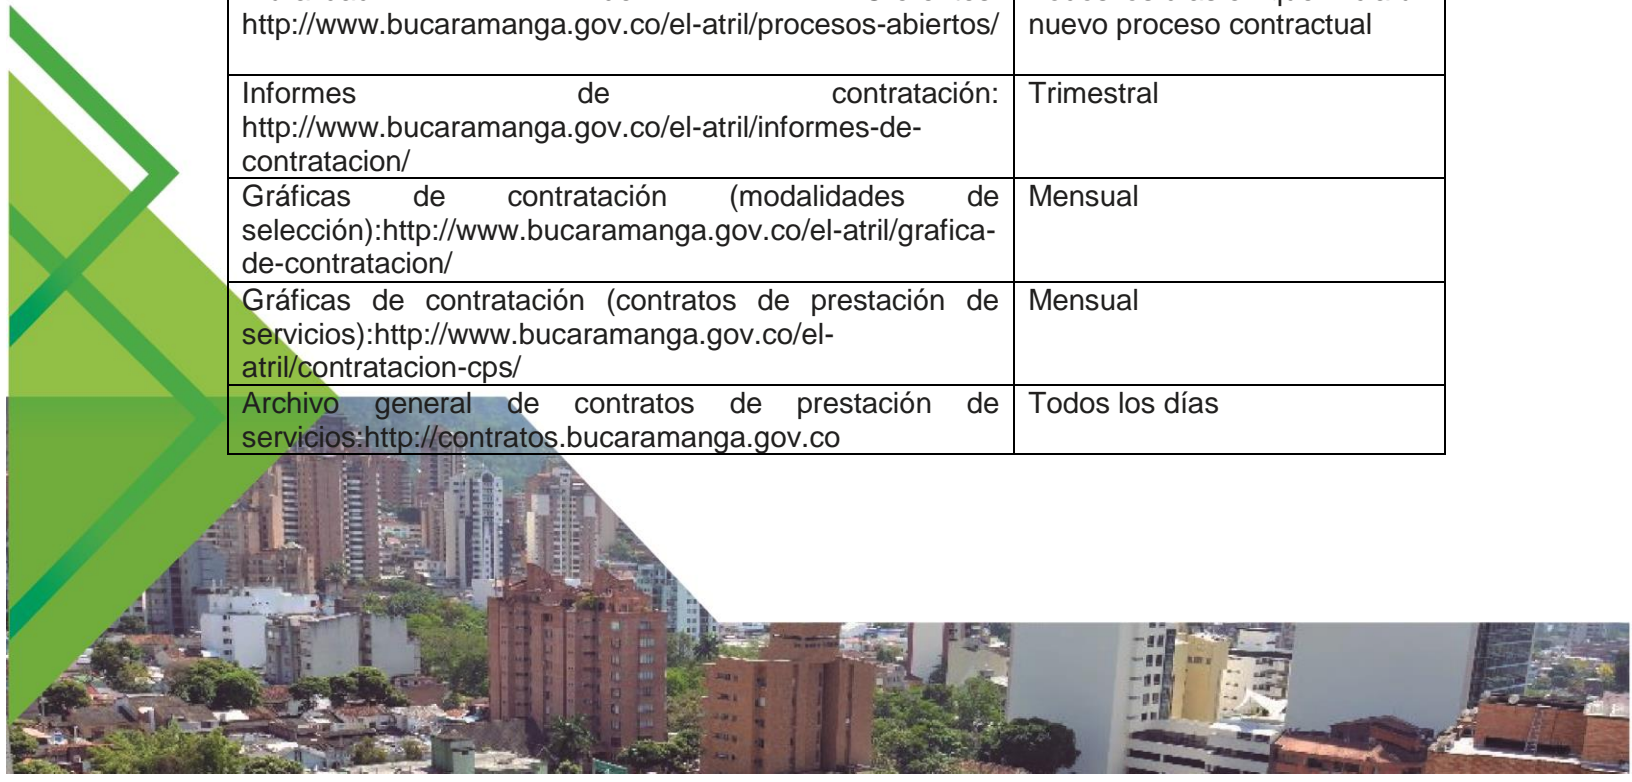 http://www.bucaramanga.gov.co/el-atril/procesos-abiertos/
nuevo proceso contractual
Informes de contratación:
http://www.bucaramanga.gov.co/el-atril/informes-de-
contratacion/
Trimestral
Gráficas de contratación (modalidades de
selección):http://www.bucaramanga.gov.co/el-atril/grafica-
de-contratacion/
Mensual
Gráficas de contratación (contratos de prestación de
servicios):http://www.bucaramanga.gov.co/el-
atril/contratacion-cps/
Mensual
Archivo general de contratos de prestación de
servicios:http://contratos.bucaramanga.gov.co
Todos los días